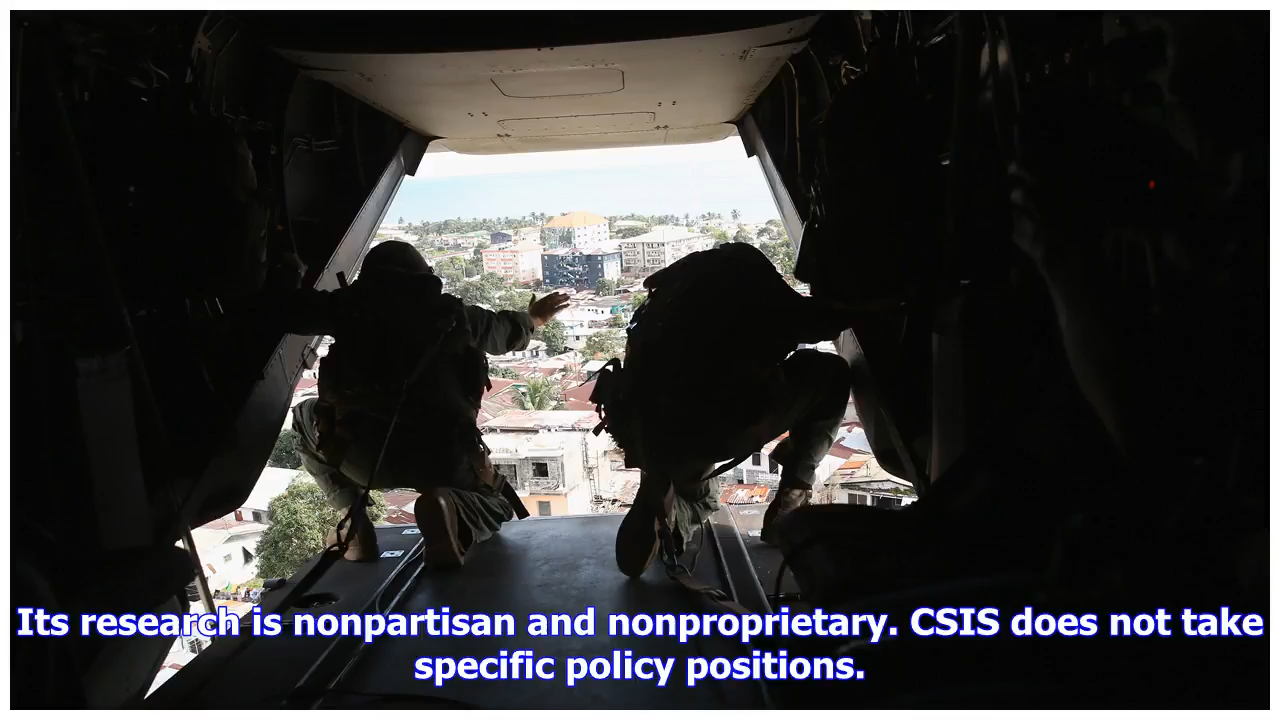 Its research is nonpartisan and nonproprietary. CSIS does not take
specific policy positions.